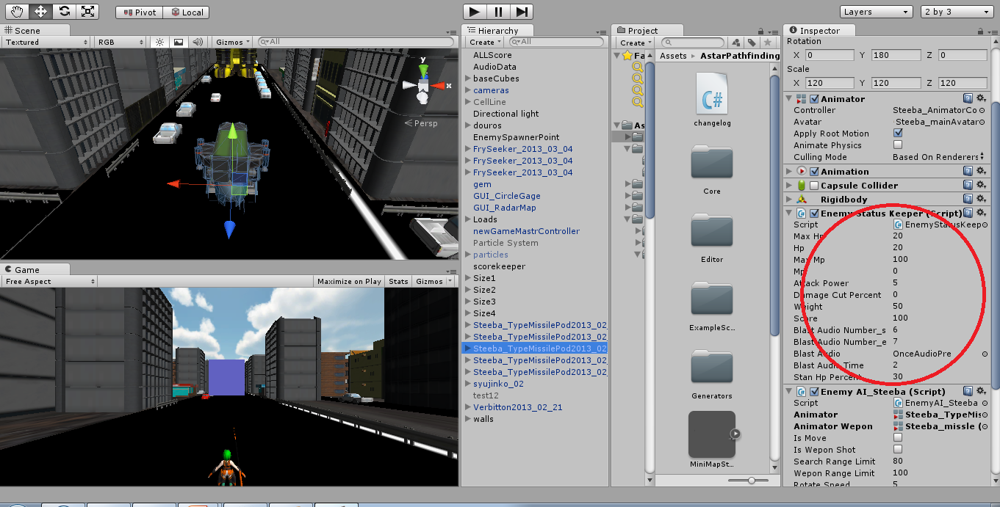 Pivot Local Layers 2 by 3
Scene
Textured RGB Gizmos All
y
x
Persp
Game
Free Aspect Maximize on Play Stats Gizmos
Hierarchy
Create All
ALLScore
AudioData
baseCubes
cameras
CellLine
Directional light
douros
EnemySpawnerPoint
FrySeeker_2013_03_04
FrySeeker_2013_03_04
FrySeeker_2013_03_04
gem
GUI_CircleGage
GUI_RadarMap
Loads
newGameMastrController
Particle System
particles
scorekeeper
Size1
Size2
Size3
Size4
Steeba_TypeMissilePod2013_02_
Steeba_TypeMissilePod2013_02_
Steeba_TypeMissilePod2013_02
Steeba_TypeMissilePod2013_02_
Steeba_TypeMissilePod2013_02_
syujinko_02
test12
Verbitton2013_02_21
walls
Project
Create
Fa
As
Assets AstarPathfinding
changelog
Core
Editor
ExampleSc...
Generators
MiniMapSt...
Inspector
Rotation
X 0 Y 180 Z 0
Scale
X 120 Y 120 Z 120
Animator
Controller Steeba_AnimatorCo
Avatar Steeba_mainAvatar
Apply Root Motion
Animate Physics
Culling Mode Based On Renderers
Animation
Capsule Collider
Rigidbody
Enemy Status Keeper (Script)
Script EnemyStatusKeep
Max Hp 20
Hp 20
Max Mp 100
Mp 0
Attack Power 5
Damage Cut Percent 0
Weight 50
Score 100
Blast Audio Number_s 6
Blast Audio Number_e 7
Blast Audio OnceAudioPre
Blast Audio Time 2
Stan Hp Percent 30
Enemy AI_Steeba (Script)
Script EnemyAI_Steeba
Animator Steeba_TypeMis
Animator Wepon Steeba_missle (
Is Move
Is Wepon Shot
Search Range Limit 80
Wepon Range Limit 100
Rotate Speed 5